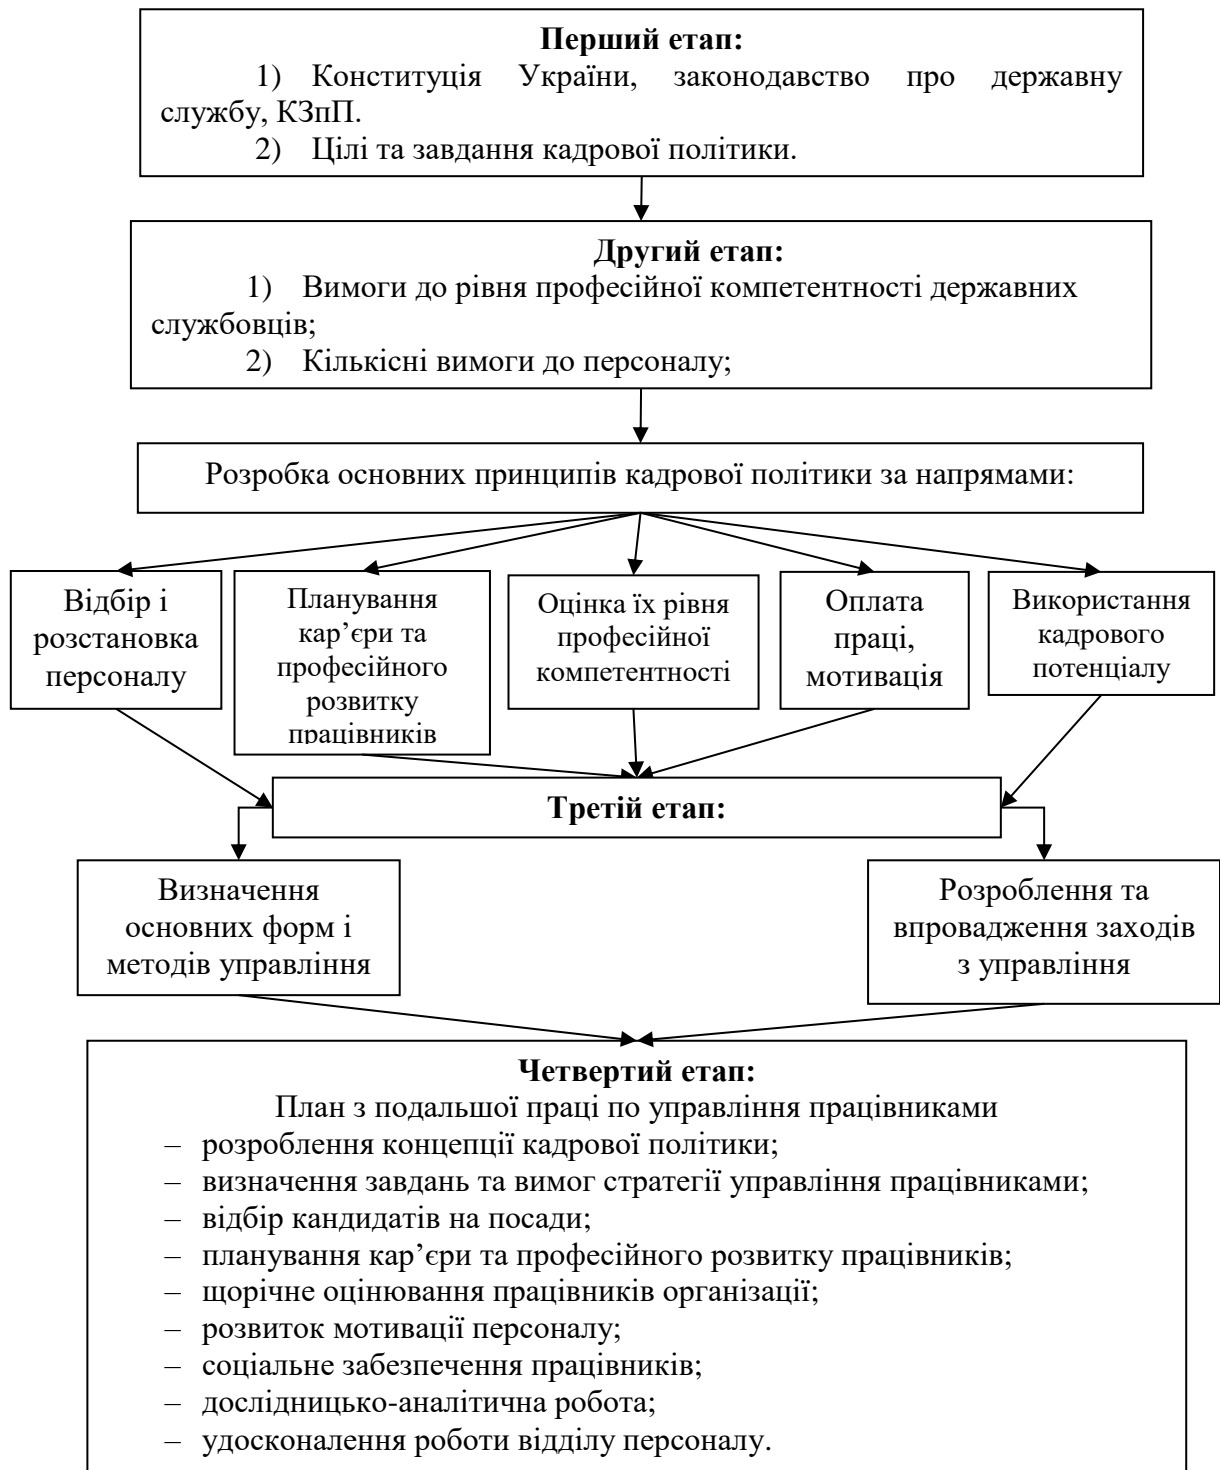 Перший етап:
1) Конституція України, законодавство про державну
службу, КЗпП.
2) Цілі та завдання кадрової політики.
Другий етап:
1) Вимоги до рівня професійної компетентності державних
службовців;
2) Кількісні вимоги до персоналу;
Розробка основних принципів кадрової політики за напрямами:
Відбір і
розстановка
персоналу
Планування
кар’єри та
професійного
розвитку
працівників
Оцінка їх рівня
професійної
компетентності
Оплата
праці,
мотивація
Використання
кадрового
потенціалу
Третій етап:
Визначення
основних форм і
методів управління
Розроблення та
впровадження заходів
з управління
Четвертий етап:
План з подальшої праці по управління працівниками
– розроблення концепції кадрової політики;
– визначення завдань та вимог стратегії управління працівниками;
– відбір кандидатів на посади;
– планування кар’єри та професійного розвитку працівників;
– щорічне оцінювання працівників організації;
– розвиток мотивації персоналу;
– соціальне забезпечення працівників;
– дослідницько-аналітична робота;
– удосконалення роботи відділу персоналу.